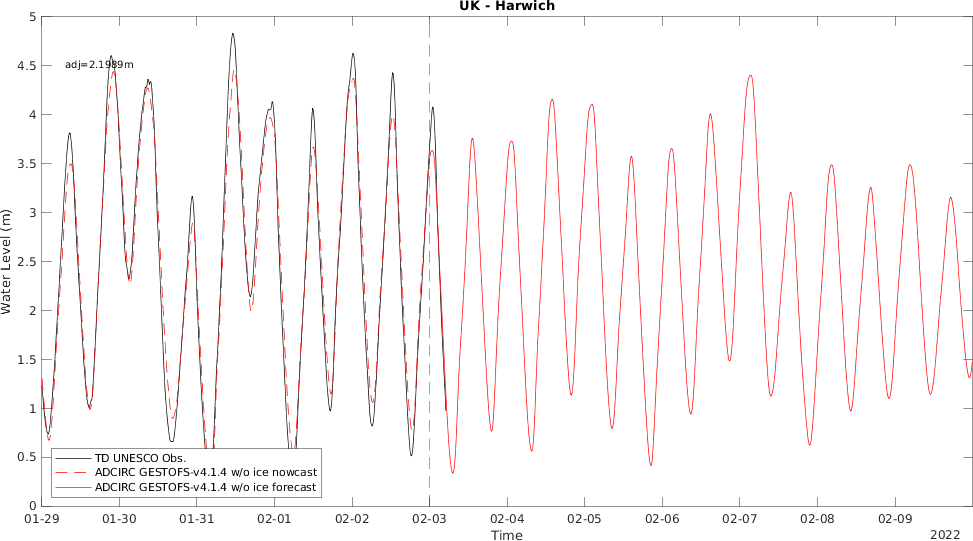 UK - Harwich
5
4.5
4
3.5
3
2.5
2
1.5
1
0.5
0
adj=2.1989m
Water Level (m)
TD UNESCO Obs.
ADCIRC GESTOFS-v4.1.4 w/o ice nowcast
ADCIRC GESTOFS-v4.1.4 w/o ice forecast
01-29 01-30 01-31 02-01 02-02 02-03 02-04 02-05 02-06 02-07 02-08 02-09
Time
2022